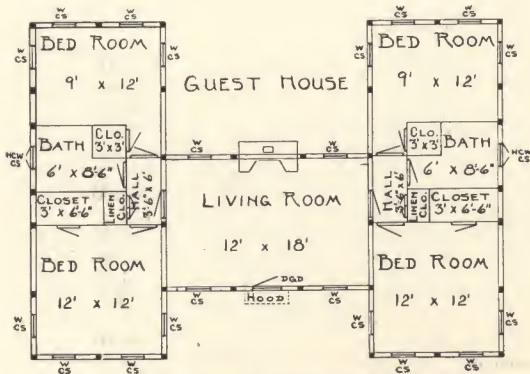 W CS
W CS
W CS
W CS
W CS
BED ROOM
9' x 12'
W CS
GUEST HOUSE
W CS
BED ROOM
9' x 12'
W CS
HCW CS
BATH
6' x 8'-6"
CLO.
3'x3'
W CS
W CS
CLO.
3'x3'
BATH
6' x 8'-6"
HCW CS
HALL
3'-6" x 6'
CLOSET
3' x 6'-6"
LINEN
CLO.
LIVING ROOM
12' x 18'
HALL
3'-6" x 6'
LINEN
CLO.
CLOSET
3' x 6'-6"
BED ROOM
12' x 12'
DGD
HOOD
W CS
W CS
BED ROOM
12' x 12'
W CS
W CS
W CS
W CS
W CS
W CS